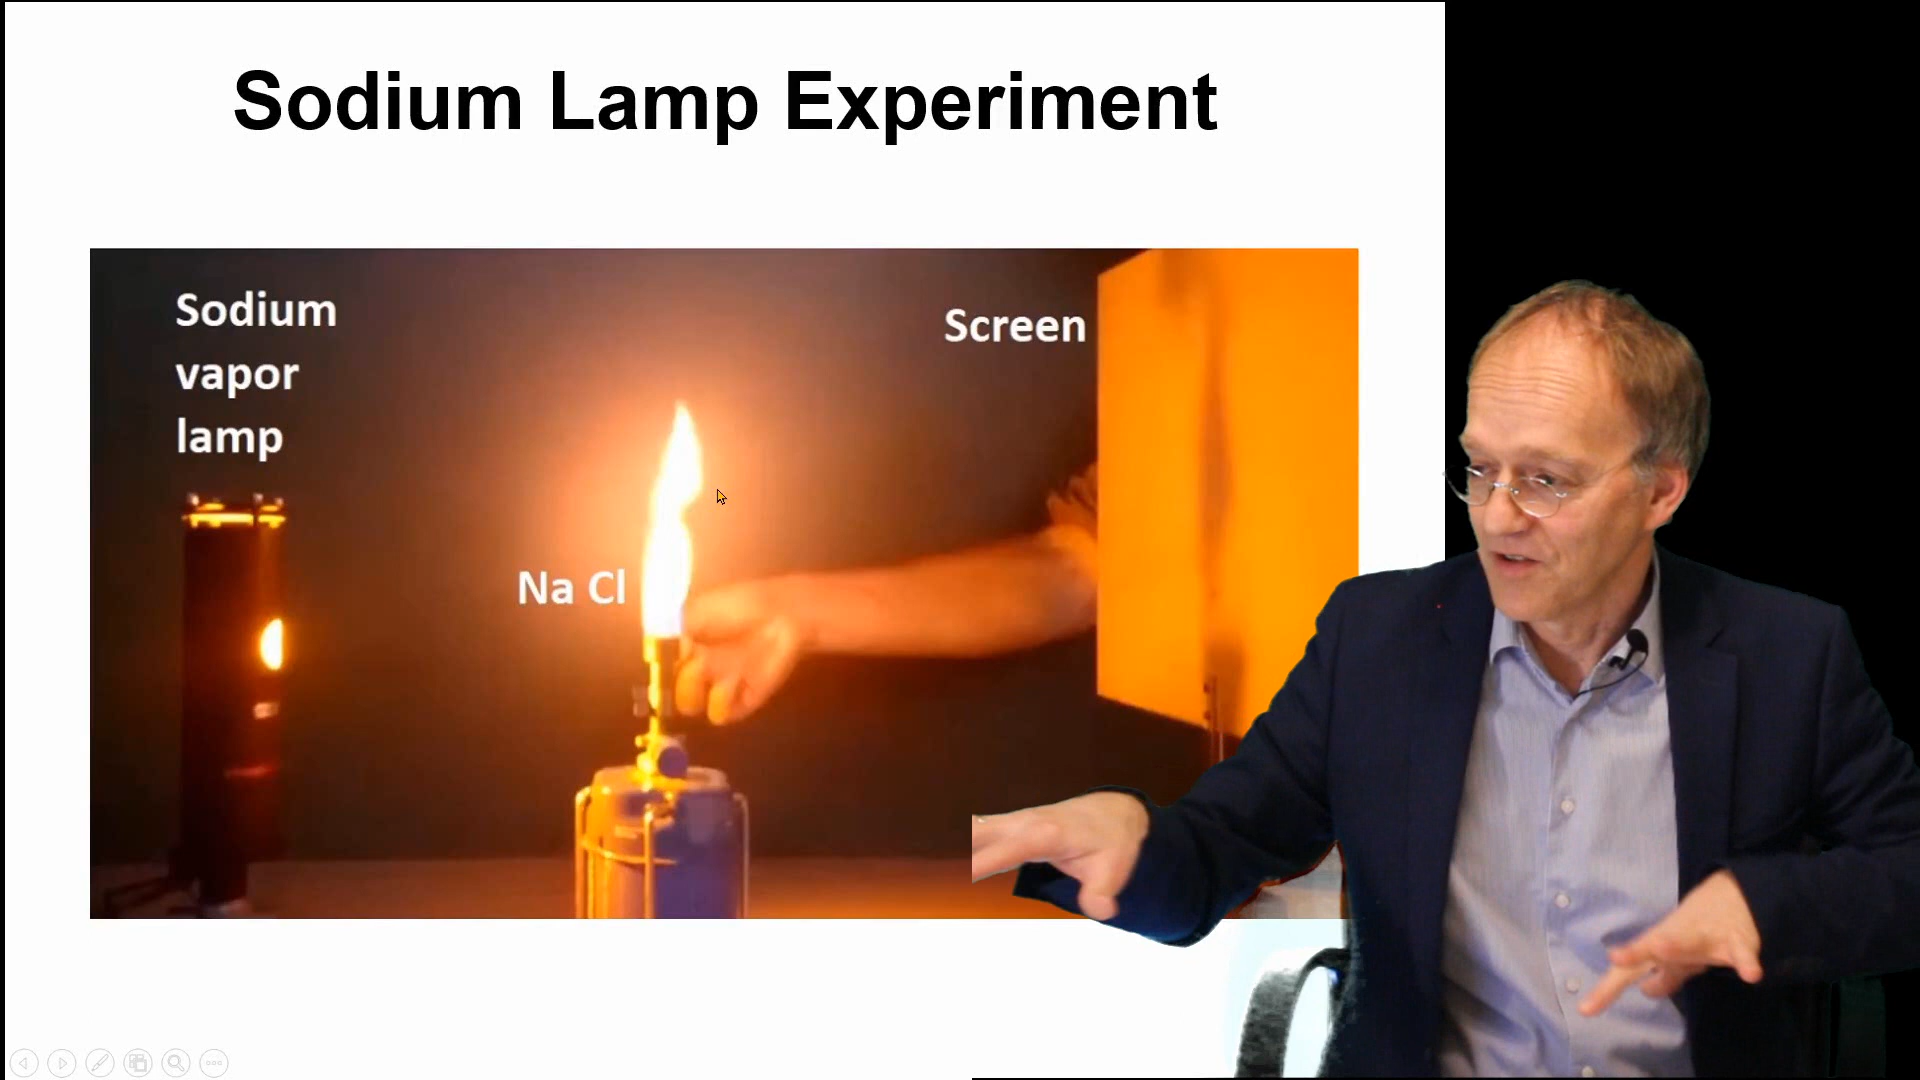 Sodium Lamp Experiment
Sodium
vapor
lamp
Screen
Na Cl